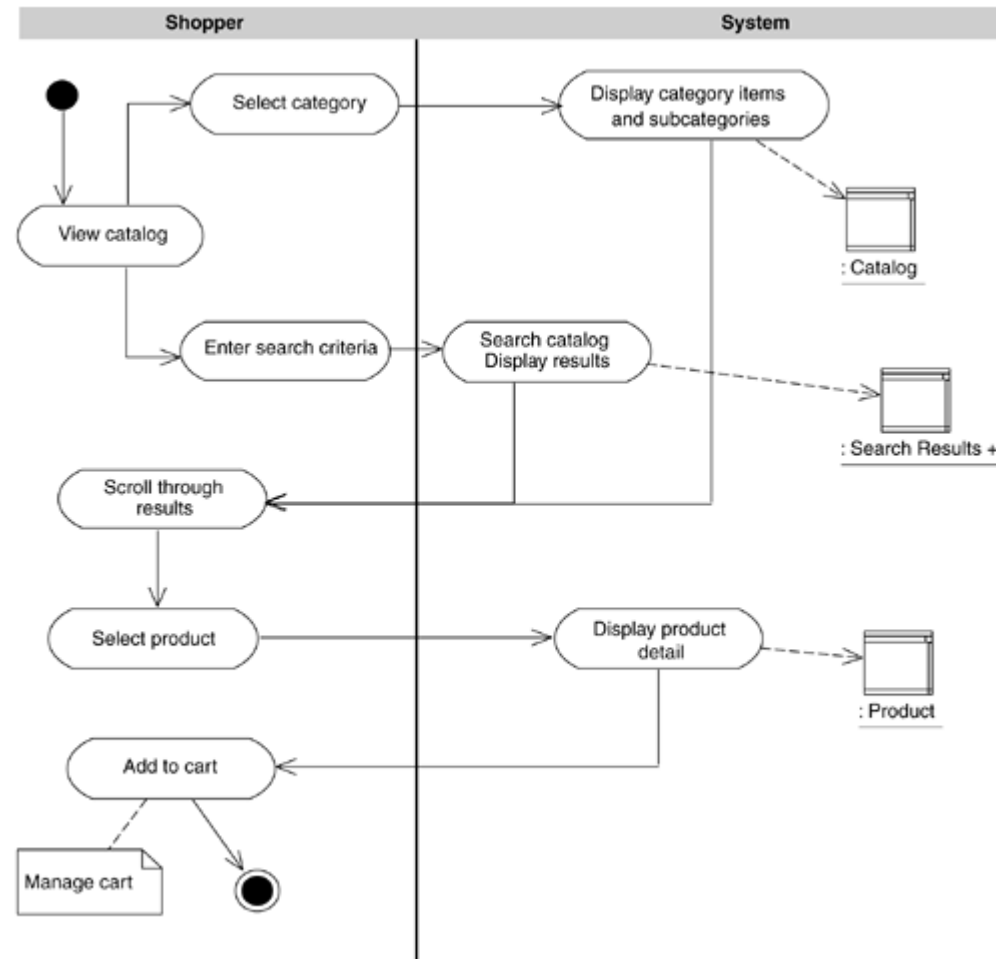 Shopper
System
Select category
Display category items
and subcategories
View catalog
: Catalog
Enter search criteria
Search catalog
Display results
: Search Results +
Scroll through
results
Select product
Display product
detail
: Product
Add to cart
Manage cart